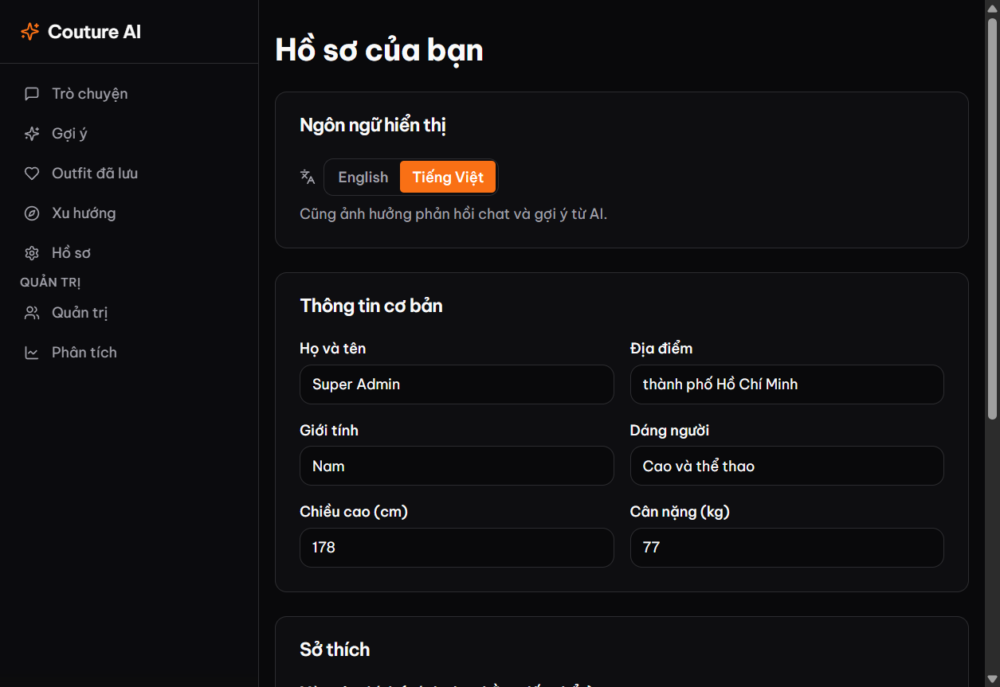 Couture AI
Trò chuyện
Gợi ý
Outfit đã lưu
Xu hướng
Hồ sơ
QUẢN TRỊ
Quản trị
Phân tích
Hồ sơ của bạn
Ngôn ngữ hiển thị
English Tiếng Việt
Cũng ảnh hưởng phản hồi chat và gợi ý từ AI.
Thông tin cơ bản
Họ và tên Địa điểm
Super Admin thành phố Hồ Chí Minh
Giới tính Dáng người
Nam Cao và thể thao
Chiều cao (cm) Cân nặng (kg)
178 77
Sở thích